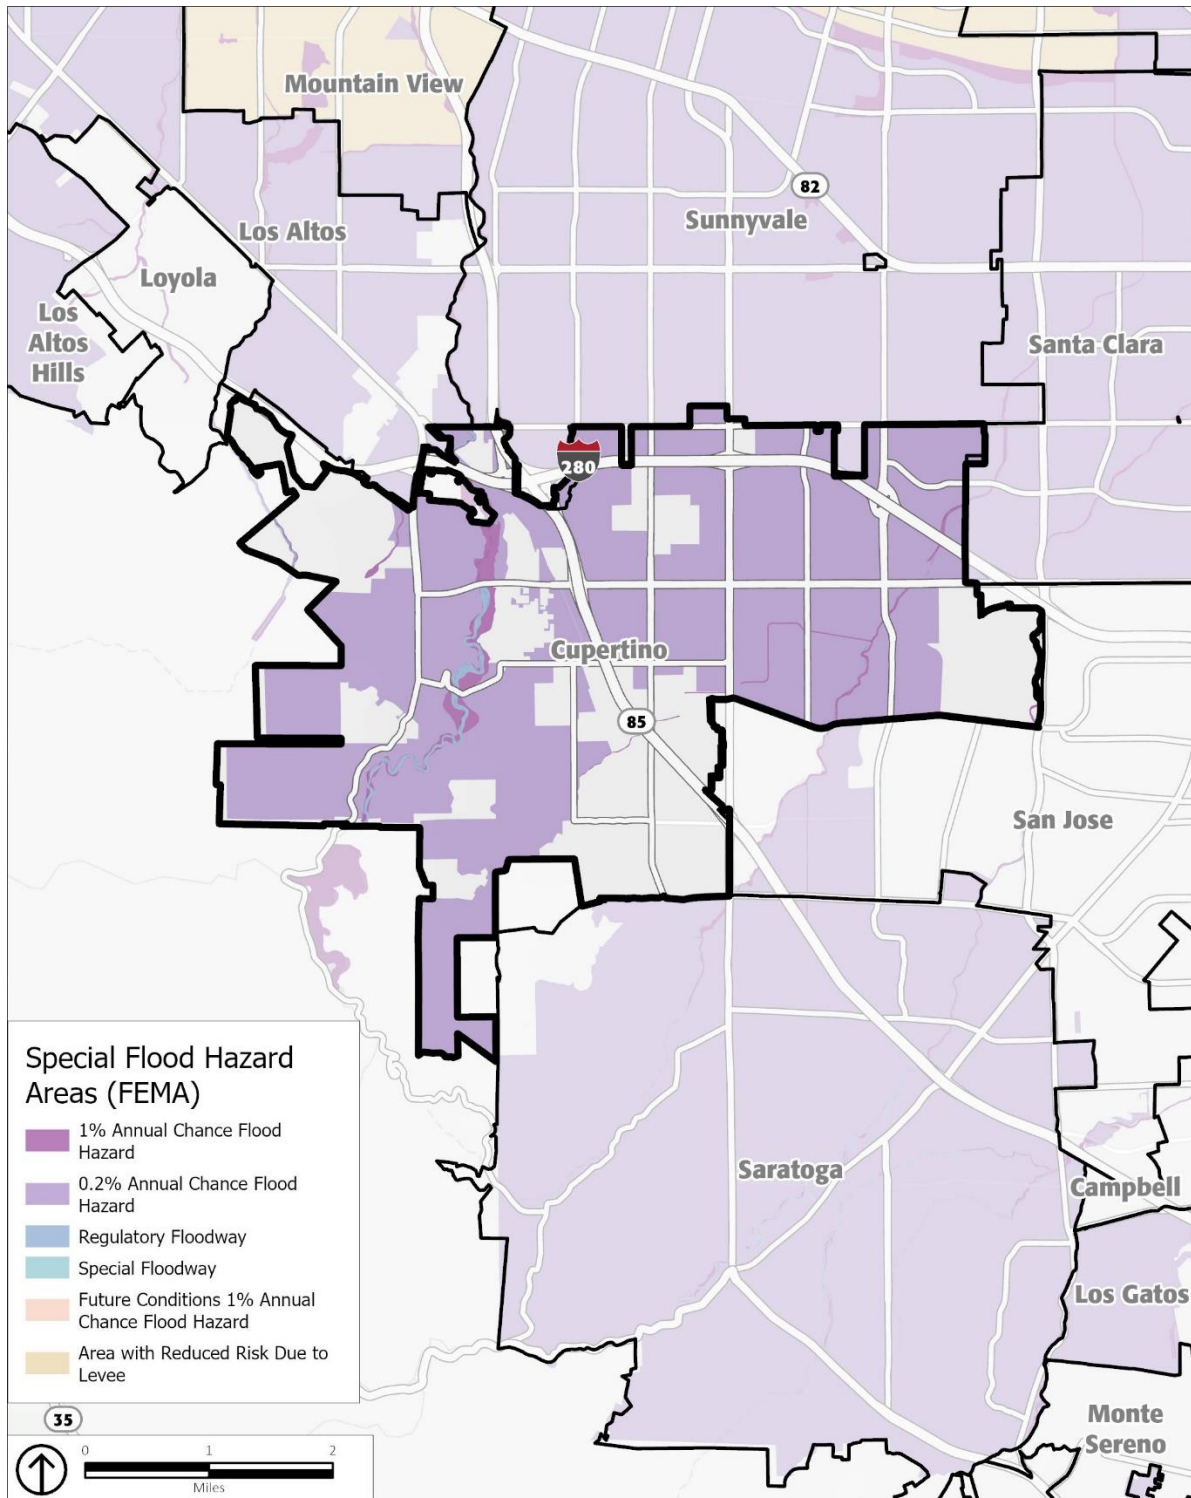 Mountain View
82
Sunnyvale
Los Altos
Loyola
Los
Altos
Hills
Santa Clara
280
Cupertino
85
San Jose
Saratoga
Campbell
Los Gatos
Monte
Sereno
Special Flood Hazard
Areas (FEMA)
1% Annual Chance Flood
Hazard
0.2% Annual Chance Flood
Hazard
Regulatory Floodway
Special Floodway
Future Conditions 1% Annual
Chance Flood Hazard
Area with Reduced Risk Due to
Levee
35
0 1 2
Miles